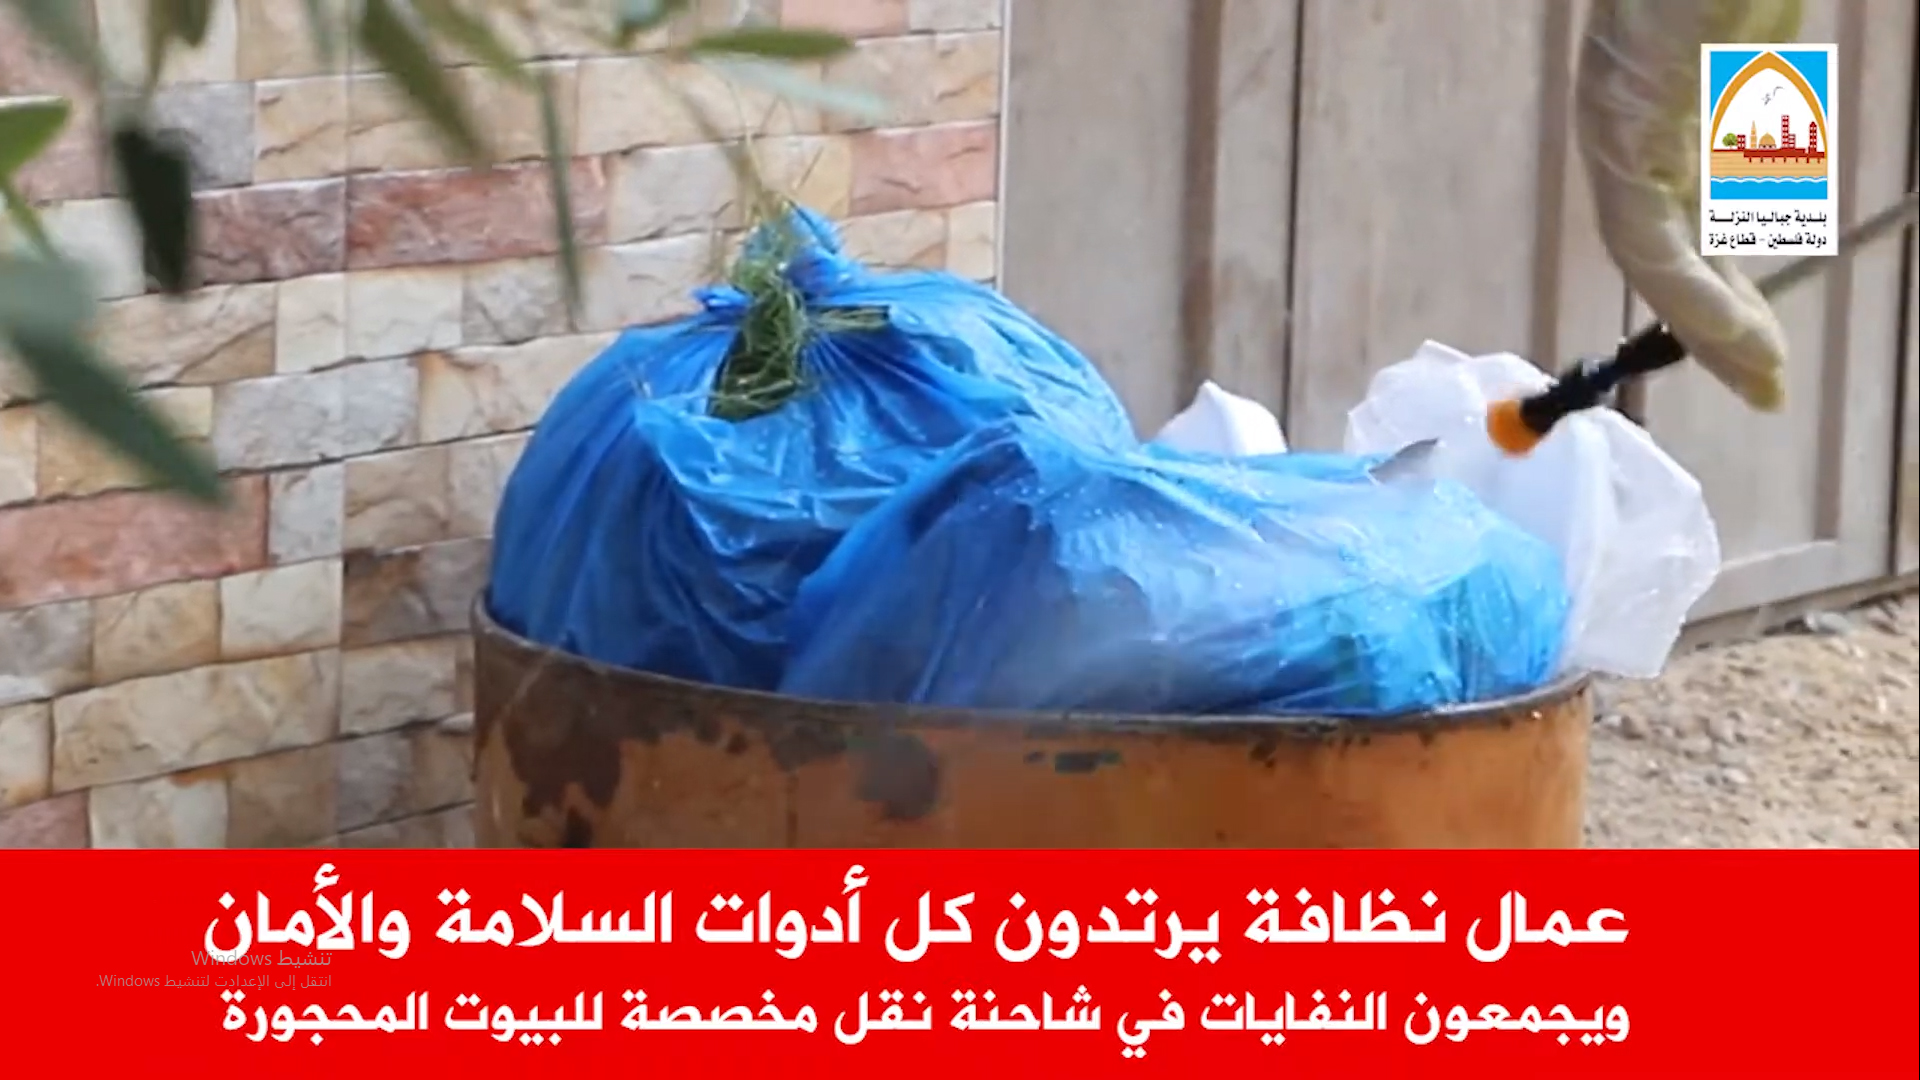 بلدية جباليا النزلة
دولة فلسطين - قطاع غزة
عمال نظافة يرتدون كل أدوات السلامة والأمان
ويجمعون النفايات في شاحنة نقل مخصصة للبيوت المحجورة
تنشيط Windows
انتقل إلى الإعدادت لتنشيط Windows.